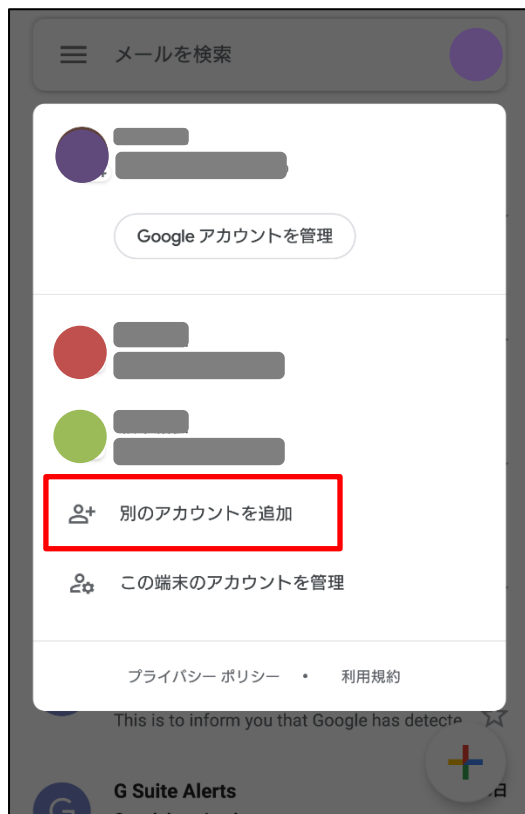 メールを検索
Google アカウントを管理
別のアカウントを追加
この端末のアカウントを管理
プライバシー ポリシー • 利用規約
This is to inform you that Google has detecte
G
G Suite Alerts
日